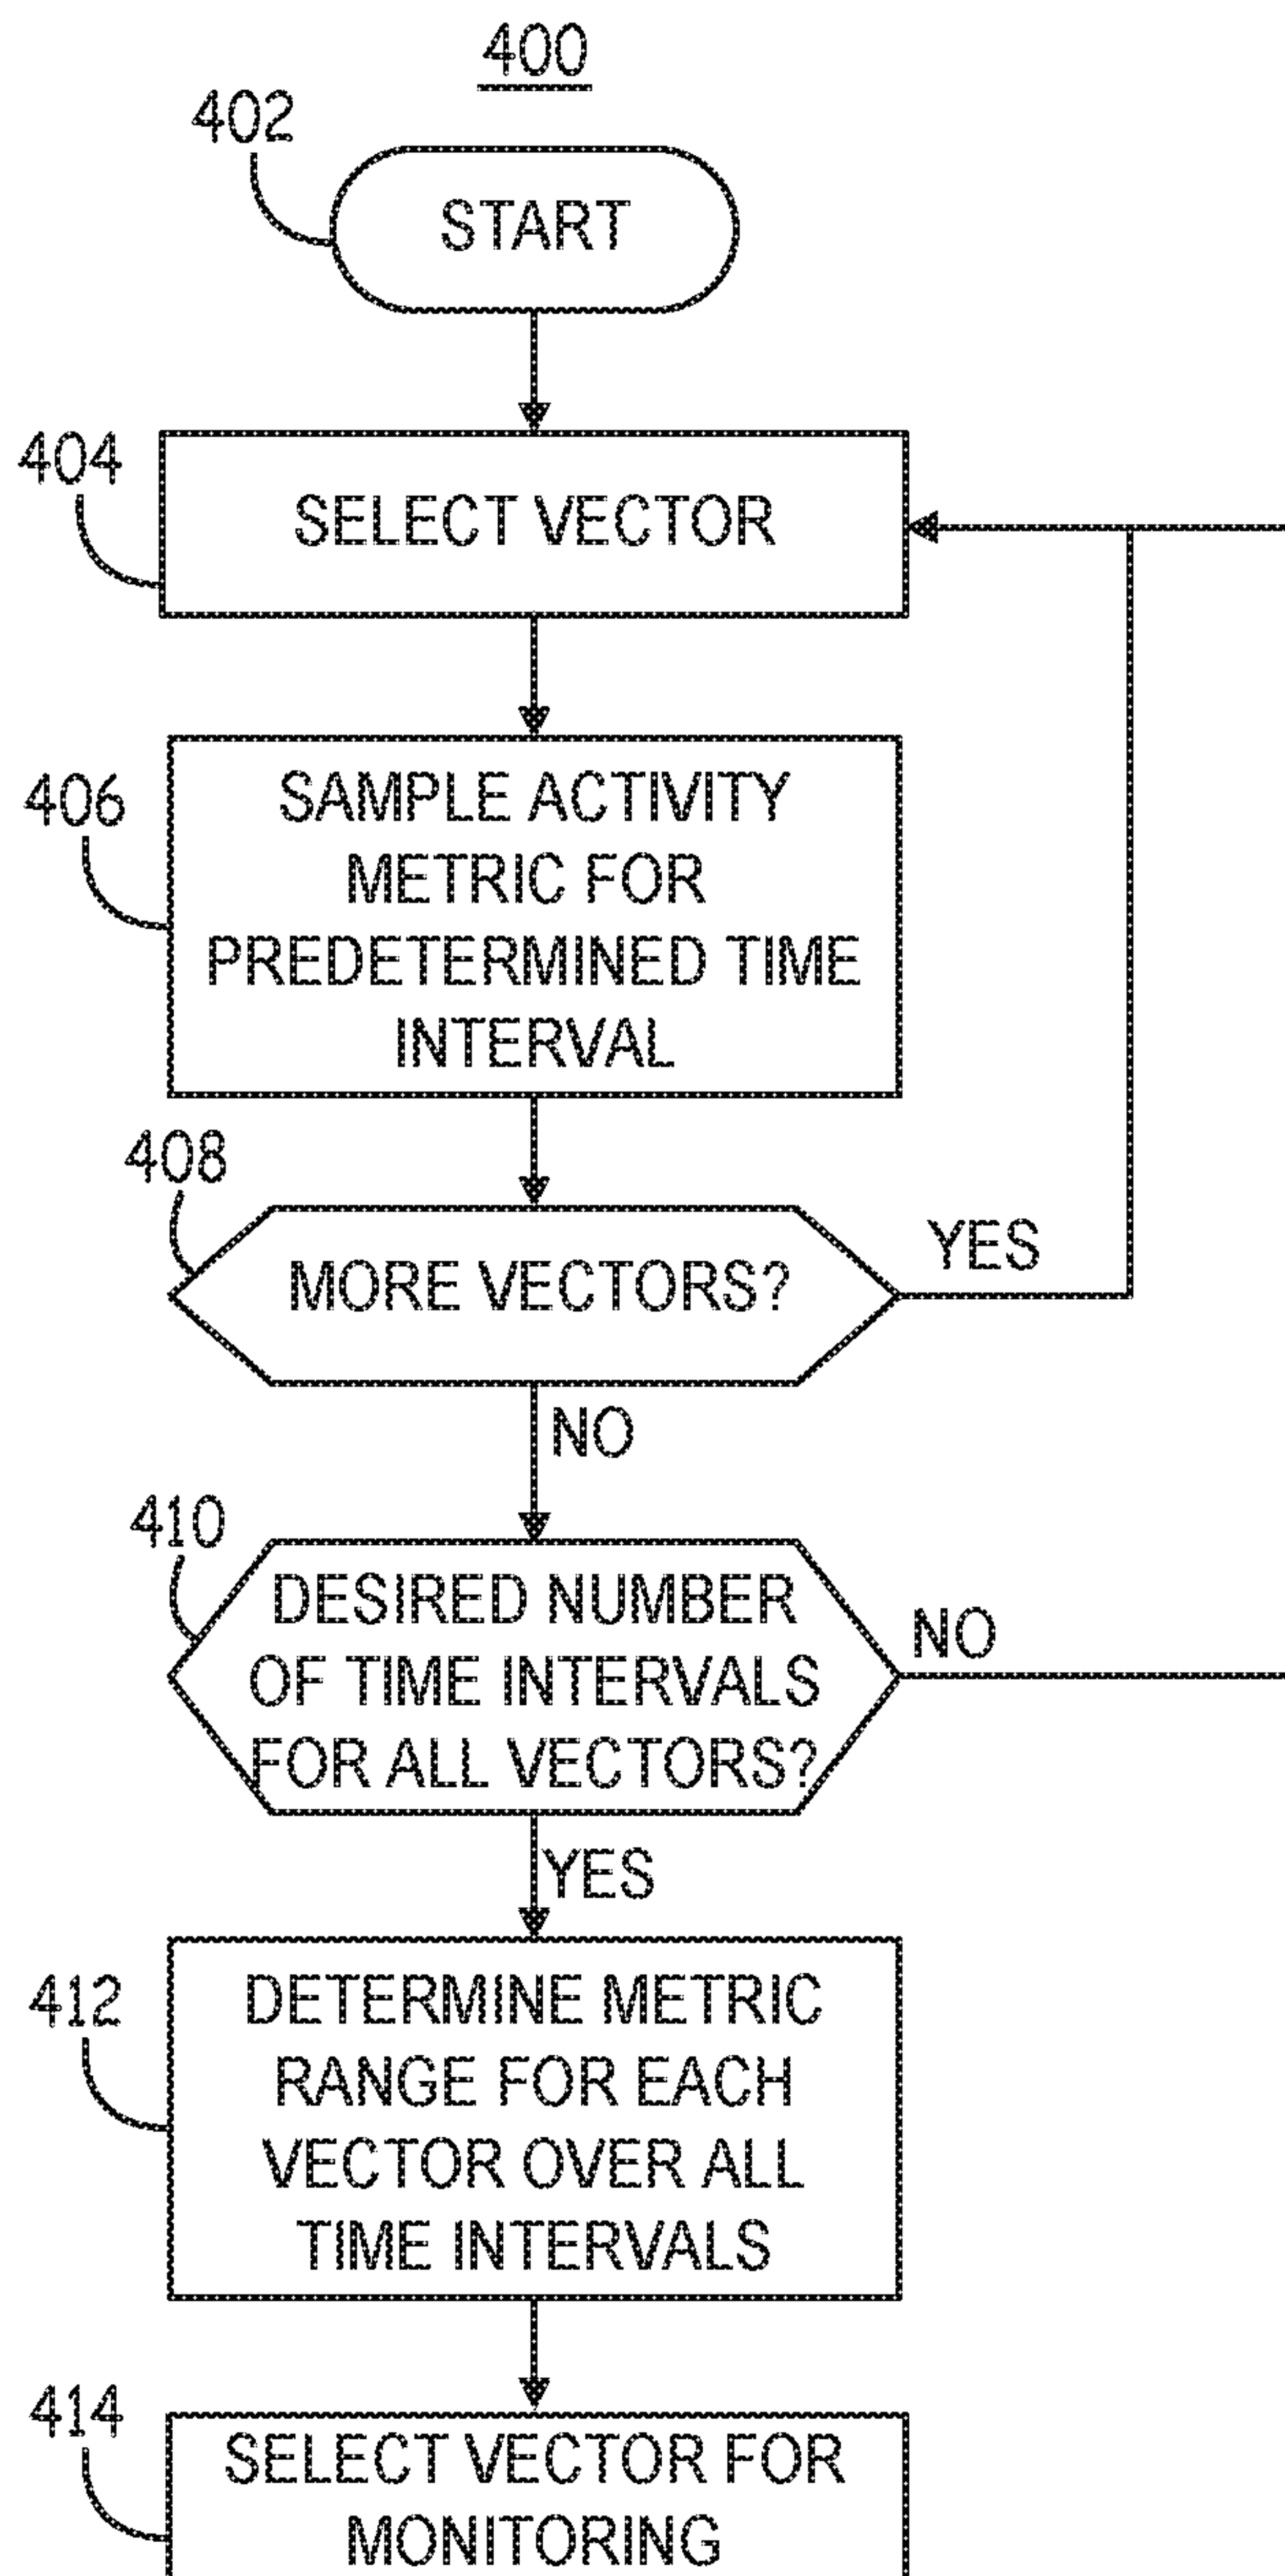 400
402
START
404
SELECT VECTOR
406
SAMPLE ACTIVITY
METRIC FOR
PREDETERMINED TIME
INTERVAL
408
MORE VECTORS?
YES
NO
410
DESIRED NUMBER
OF TIME INTERVALS
FOR ALL VECTORS?
NO
YES
412
DETERMINE METRIC
RANGE FOR EACH
VECTOR OVER ALL
TIME INTERVALS
414
SELECT VECTOR FOR
MONITORING